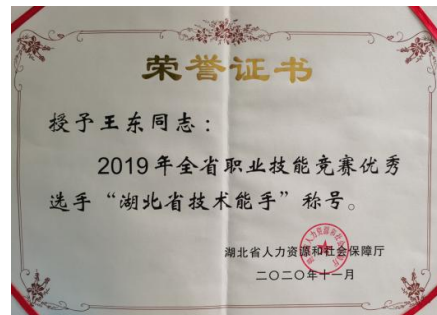 荣誉证书
授予王东同志：
2019年全省职业技能竞赛优秀
选手“湖北省技术能手”称号。
湖北省人力资源和社会保障厅
二〇二〇年十一月